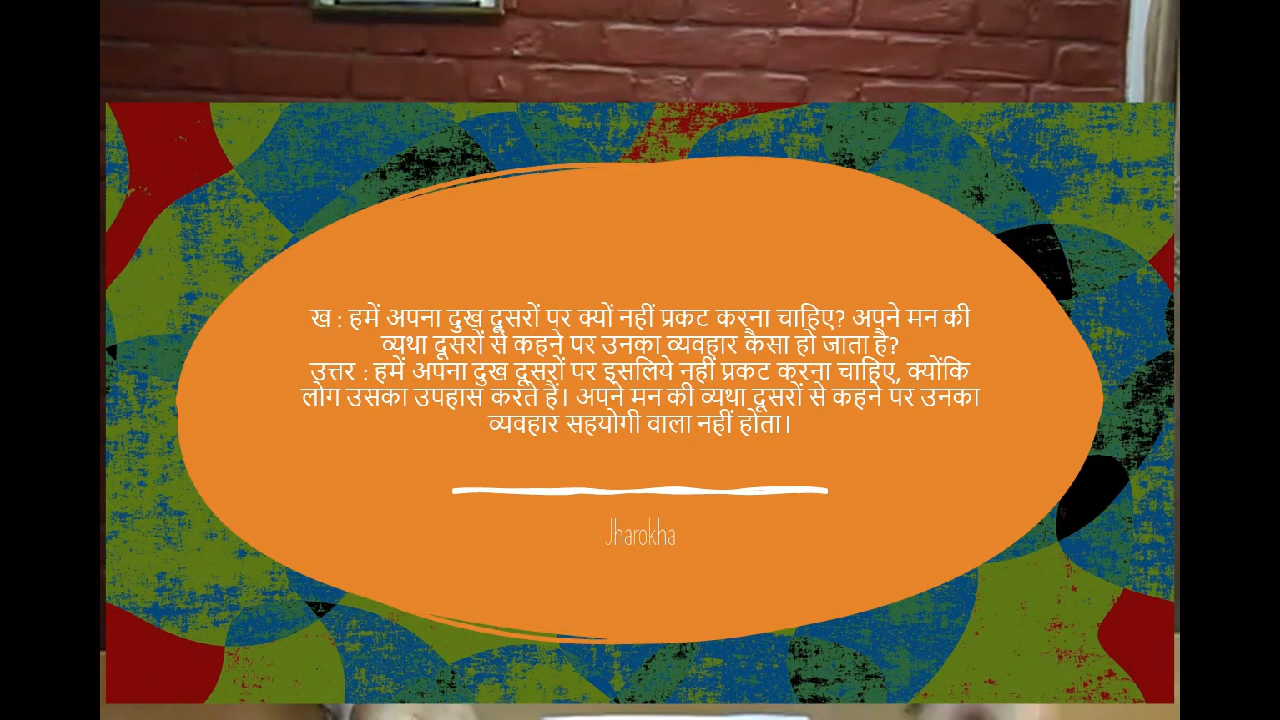 ख : हमें अपना दुख दूसरों पर क्यों नहीं प्रकट करना चाहिए? अपने मन की
व्यथा दूसरों से कहने पर उनका व्यवहार कैसा हो जाता है?
उत्तर : हमें अपना दुख दूसरों पर इसलिये नहीं प्रकट करना चाहिए, क्योंकि
लोग उसका उपहास करते हैं। अपने मन की व्यथा दूसरों से कहने पर उनका
व्यवहार सहयोगी वाला नहीं होता।
Jharokha